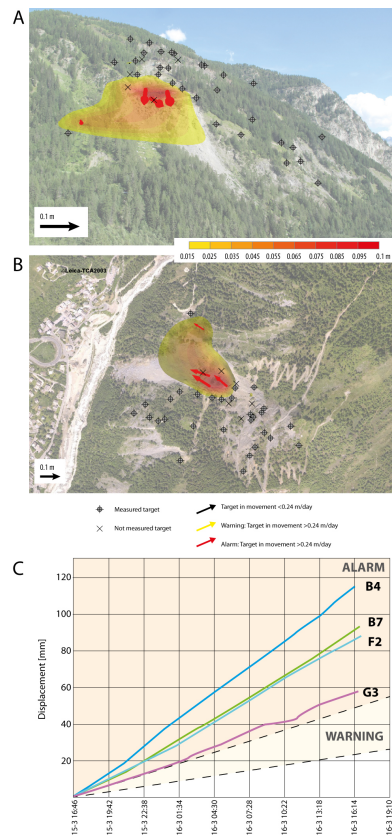 A
0.1 m
0.015 0.025 0.035 0.045 0.055 0.065 0.075 0.085 0.095 0.1 m
B
Leica-TCA2003
0.1 m
Measured target
Not measured target
Target in movement <0.24 m/day
Warning: Target in movement >0.24 m/day
Alarm: Target in movement >0.24 m/day
C
ALARM
B4
B7
F2
G3
WARNING
Displacement [mm]
120
100
80
60
40
20
15-3 16:46
15-3 19:42
15-3 22:38
16-3 01:34
16-3 04:30
16-3 07:28
16-3 10:22
16-3 13:18
16-3 16:14
16-3 19:10